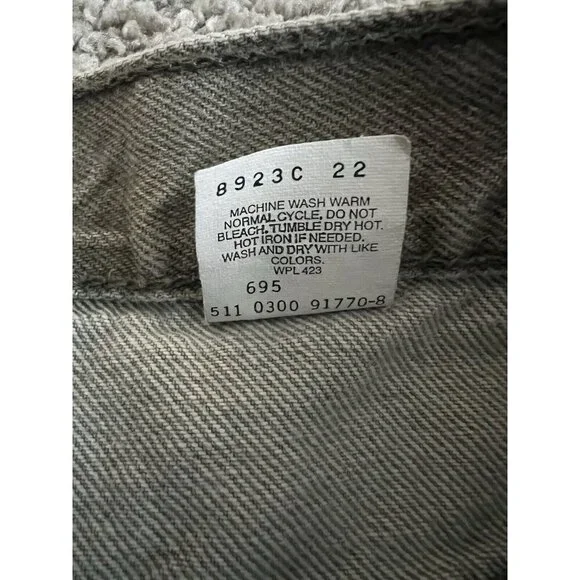 8923C 22
MACHINE WASH WARM
NORMAL CYCLE, DO NOT
BLEACH. TUMBLE DRY HOT.
HOT IRON IF NEEDED.
WASH AND DRY WITH LIKE
COLORS.
WPL 423
695
511 0300 91770-8